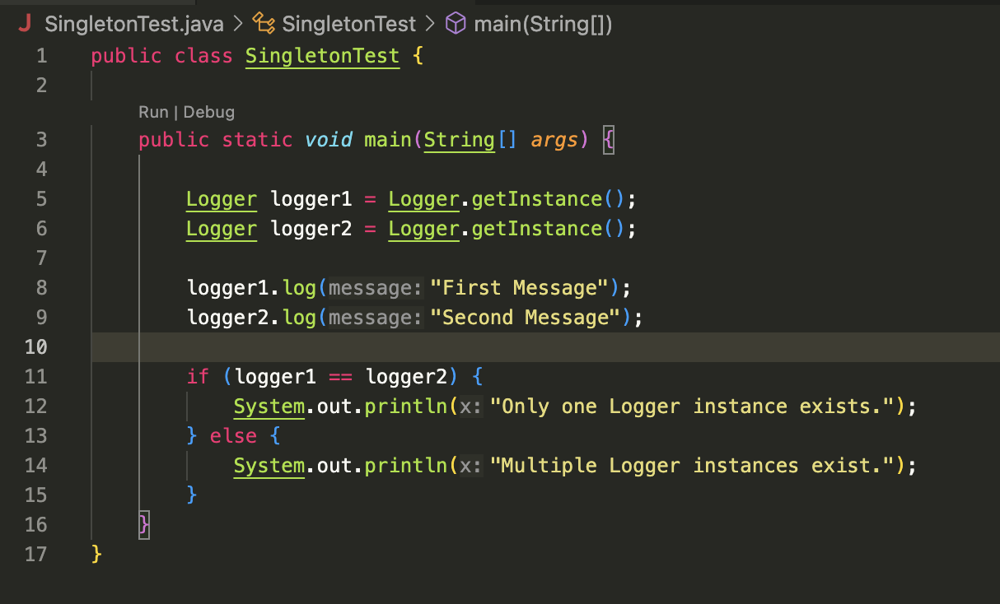 J SingletonTest.java > SingletonTest > main(String[])
1 public class SingletonTest {
2
Run | Debug
3 public static void main(String[] args) {
4
5 Logger logger1 = Logger.getInstance();
6 Logger logger2 = Logger.getInstance();
7
8 logger1.log(message: "First Message");
9 logger2.log(message: "Second Message");
10
11 if (logger1 == logger2) {
12 System.out.println(x: "Only one Logger instance exists.");
13 } else {
14 System.out.println(x: "Multiple Logger instances exist.");
15 }
16 }
17 }